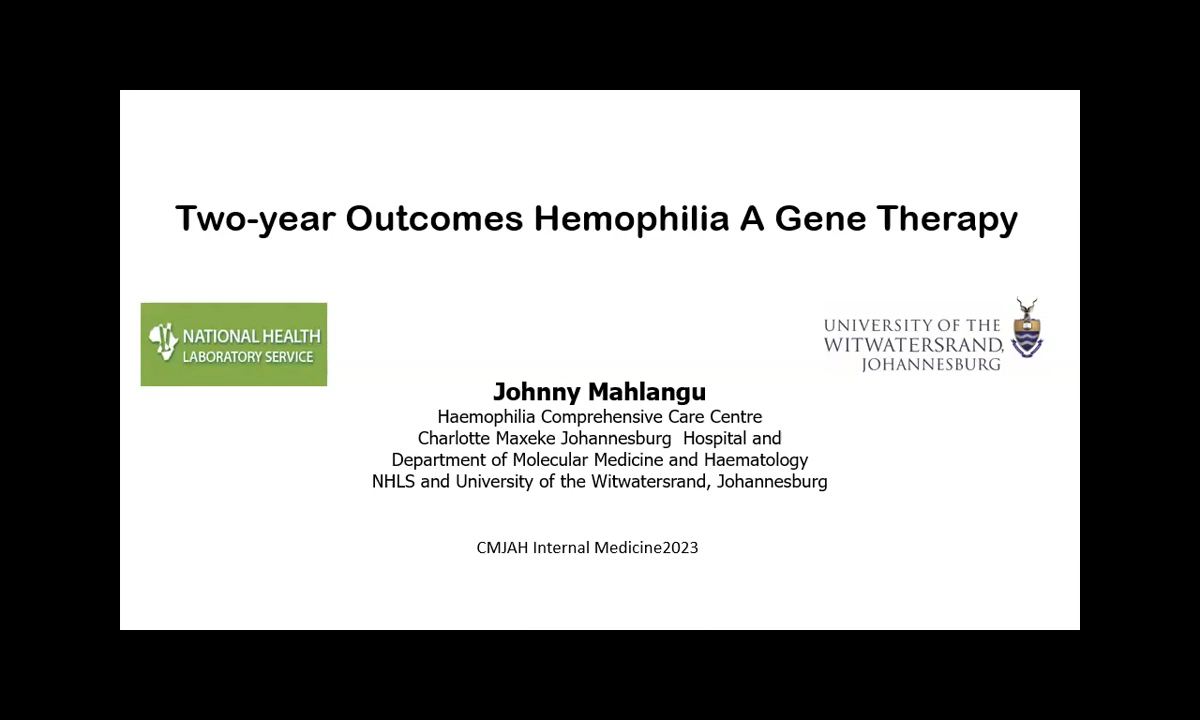 Two-year Outcomes Hemophilia A Gene Therapy
NATIONAL HEALTH
LABORATORY SERVICE
UNIVERSITY OF THE
WITWATERSRAND,
JOHANNESBURG
Johnny Mahlangu
Haemophilia Comprehensive Care Centre
Charlotte Maxeke Johannesburg  Hospital and
Department of Molecular Medicine and Haematology
NHLS and University of the Witwatersrand, Johannesburg
CMJAH Internal Medicine2023